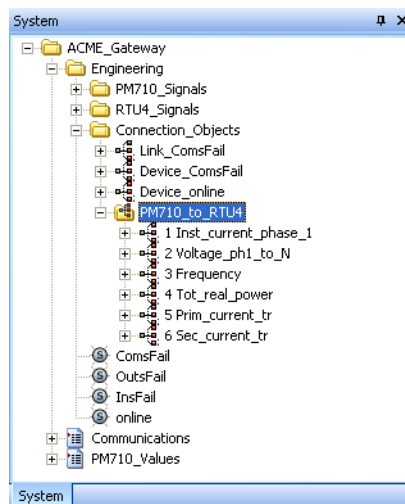 System
ACME_Gateway
Engineering
PM710_Signals
RTU4_Signals
Connection_Objects
Link_ComsFail
Device_ComsFail
Device_online
PM710_to_RTU4
1 Inst_current_phase_1
2 Voltage_ph1_to_N
3 Frequency
4 Tot_real_power
5 Prim_current_tr
6 Sec_current_tr
ComsFail
OutsFail
InsFail
online
Communications
PM710_Values
System